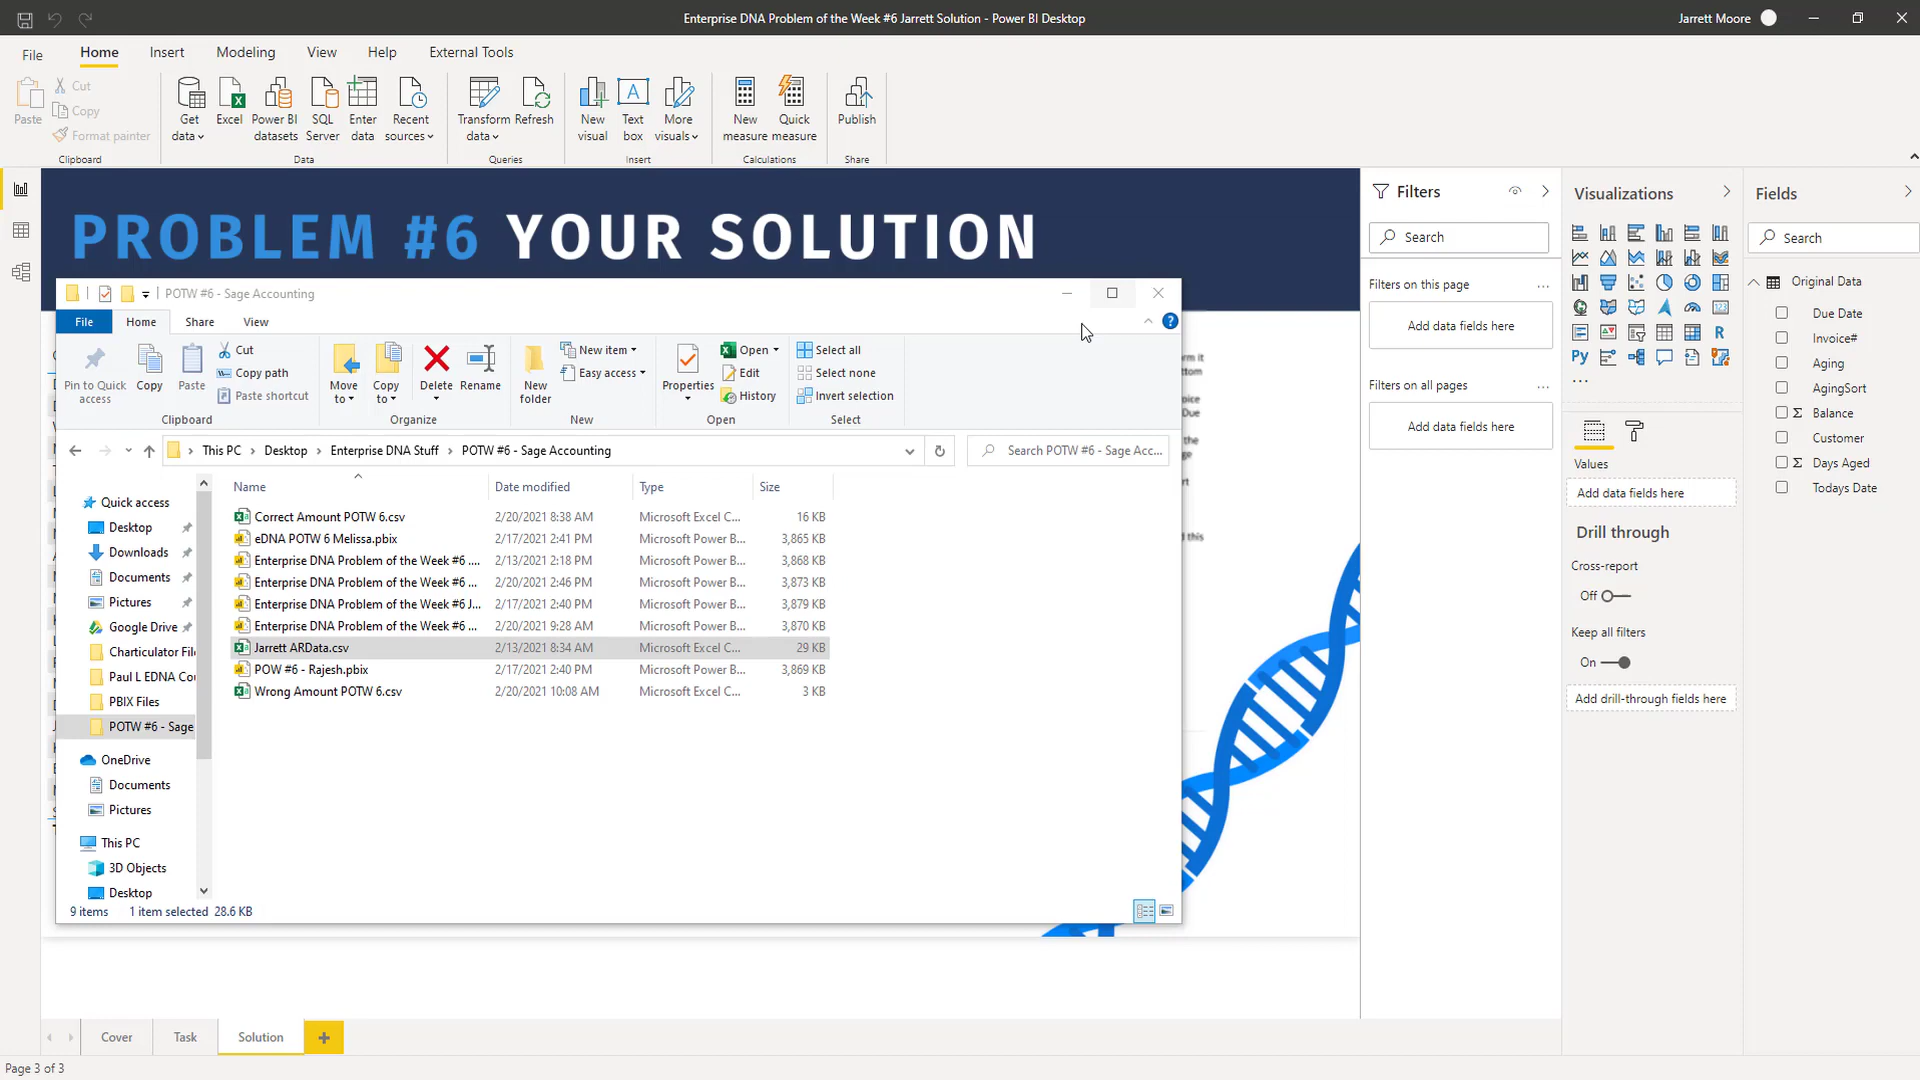 Enterprise DNA Problem of the Week #6 Jarrett Solution - Power BI Desktop
Jarrett Moore
File
Home
Insert
Modeling
View
Help
External Tools
Paste
Cut
Copy
Format painter
Clipboard
Get data
Excel
Power BI datasets
SQL Server
Enter data
Recent sources
Data
Transform data
Refresh
Queries
New visual
Text box
More visuals
Insert
New measure
Quick measure
Calculations
Publish
Share
PROBLEM #6 YOUR SOLUTION
POTW #6 - Sage Accounting
File
Home
Share
View
Pin to Quick access
Copy
Paste
Cut
Copy path
Paste shortcut
Clipboard
Move to
Copy to
Delete
Rename
Organize
New folder
New item
Easy access
New
Properties
Open
Edit
History
Open
Select all
Select none
Invert selection
Select
This PC > Desktop > Enterprise DNA Stuff > POTW #6 - Sage Accounting
Search POTW #6 - Sage Acc...
Quick access
Desktop
Downloads
Documents
Pictures
Google Drive
Charticulator Fil
Paul L EDNA Co
PBIX Files
POTW #6 - Sage
OneDrive
Documents
Pictures
This PC
3D Objects
Desktop
Name Date modified Type Size
Correct Amount POTW 6.csv 2/20/2021 8:38 AM Microsoft Excel C... 16 KB
eDNA POTW 6 Melissa.pbix 2/17/2021 2:41 PM Microsoft Power B... 3,865 KB
Enterprise DNA Problem of the Week #6 .... 2/13/2021 2:18 PM Microsoft Power B... 3,868 KB
Enterprise DNA Problem of the Week #6 ... 2/20/2021 2:46 PM Microsoft Power B... 3,873 KB
Enterprise DNA Problem of the Week #6 J... 2/17/2021 2:40 PM Microsoft Power B... 3,879 KB
Enterprise DNA Problem of the Week #6 ... 2/20/2021 9:28 AM Microsoft Power B... 3,870 KB
Jarrett ARData.csv 2/13/2021 8:34 AM Microsoft Excel C... 29 KB
POW #6 - Rajesh.pbix 2/17/2021 2:40 PM Microsoft Power B... 3,869 KB
Wrong Amount POTW 6.csv 2/20/2021 10:08 AM Microsoft Excel C... 3 KB
9 items 1 item selected 28.6 KB
Filters
Search
Filters on this page ...
Add data fields here
Filters on all pages ...
Add data fields here
Visualizations
R
Py
...
Values
Add data fields here
Drill through
Cross-report
Off
Keep all filters
On
Add drill-through fields here
Fields
Search
Original Data
Due Date
Invoice#
Aging
AgingSort
Σ Balance
Customer
Σ Days Aged
Todays Date
Cover
Task
Solution
Page 3 of 3